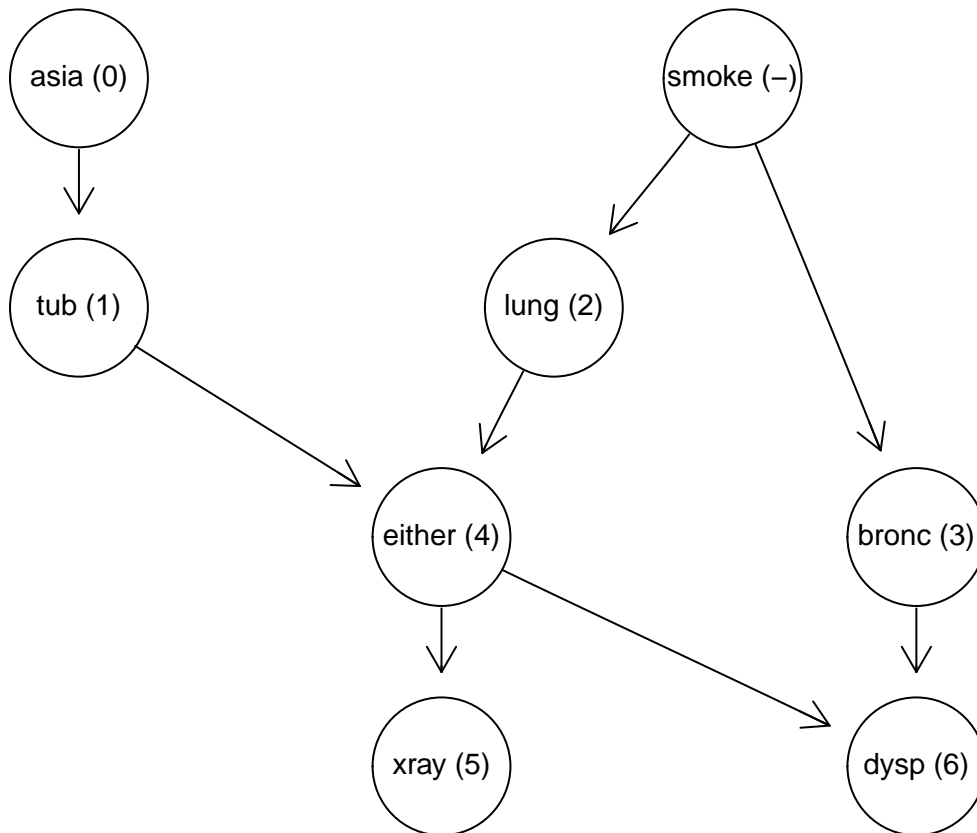 asia (0)
smoke (–)
tub (1)
lung (2)
either (4)
bronc (3)
xray (5)
dysp (6)